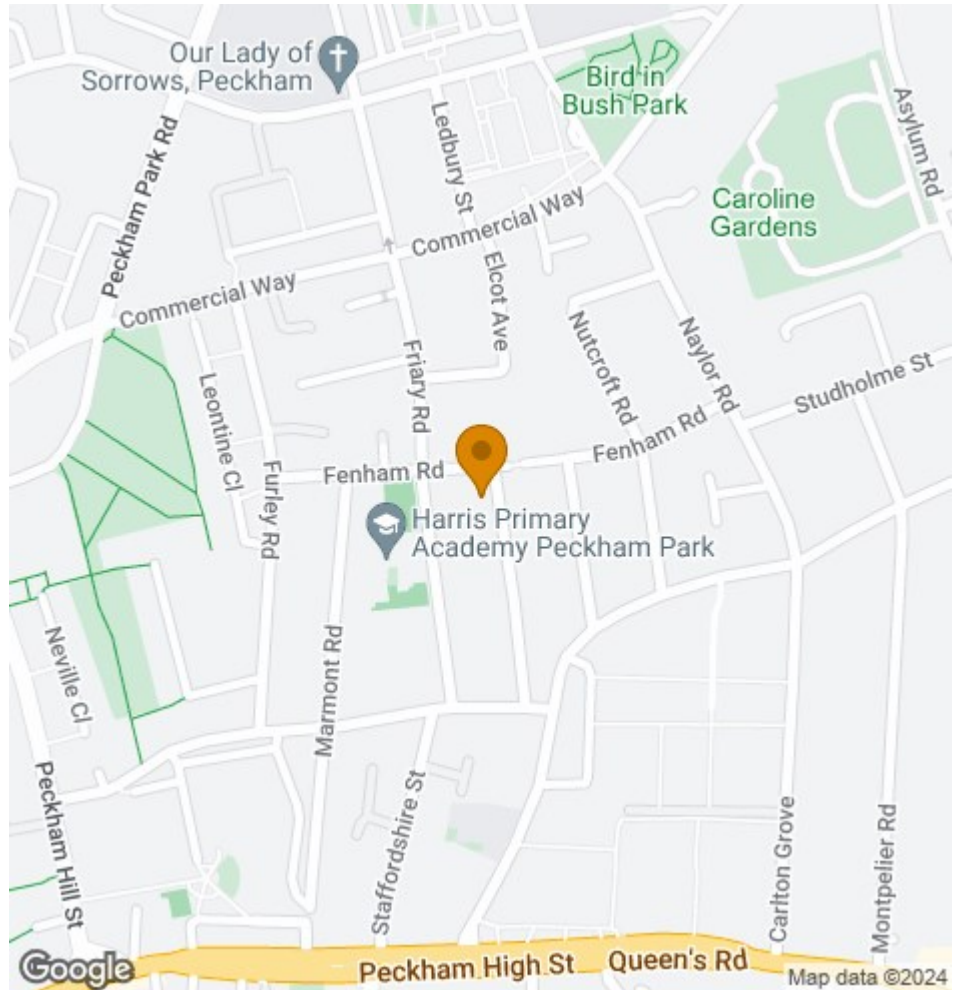 Our Lady of
Sorrows, Peckham
Bird in
Bush Park
Ledbury St
Asylum Rd
Peckham Park Rd
Caroline
Gardens
Commercial Way
Elcot Ave
Commercial Way
Nutcroft Rd
Naylor Rd
Friary Rd
Leontine Cl
Studholme St
Fenham Rd
Fenham Rd
Furley Rd
Harris Primary
Academy Peckham Park
Neville Cl
Marmont Rd
Peckham Hill St
Staffordshire St
Carlton Grove
Montpelier Rd
Google
Peckham High St
Queen's Rd
Map data ©2024